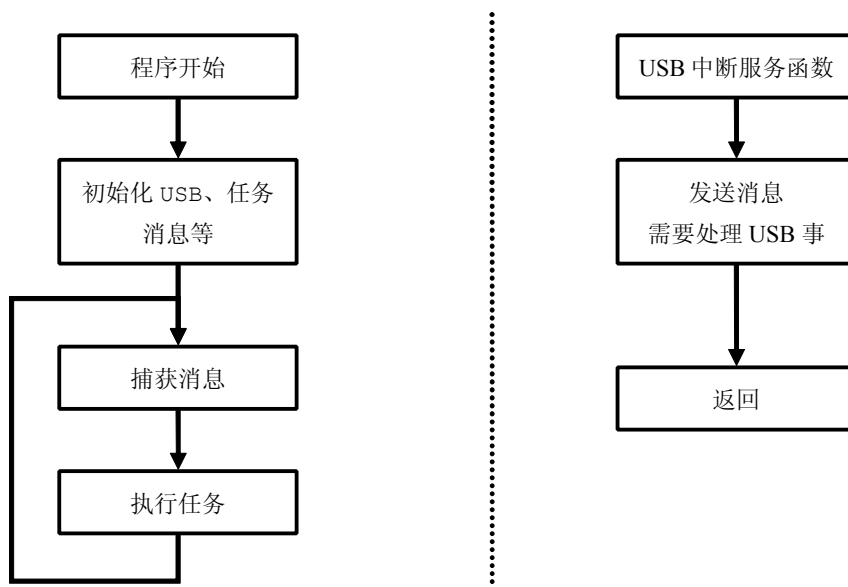 程序开始
初始化 USB、任务
消息等
捕获消息
执行任务
USB 中断服务函数
发送消息
需要处理 USB 事
返回